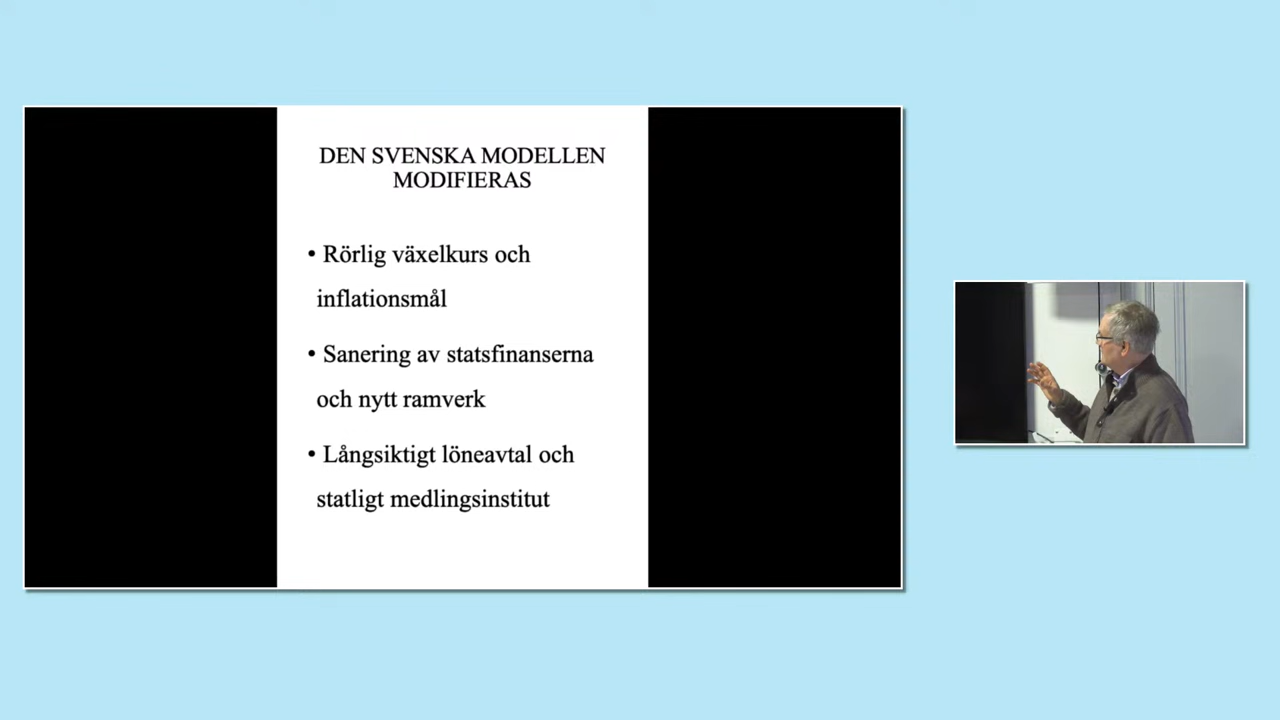 DEN SVENSKA MODELLEN
MODIFIERAS
• Rörlig växelkurs och
inflationsmål
• Sanering av statsfinanserna
och nytt ramverk
• Långsiktigt löneavtal och
statligt medlingsinstitut